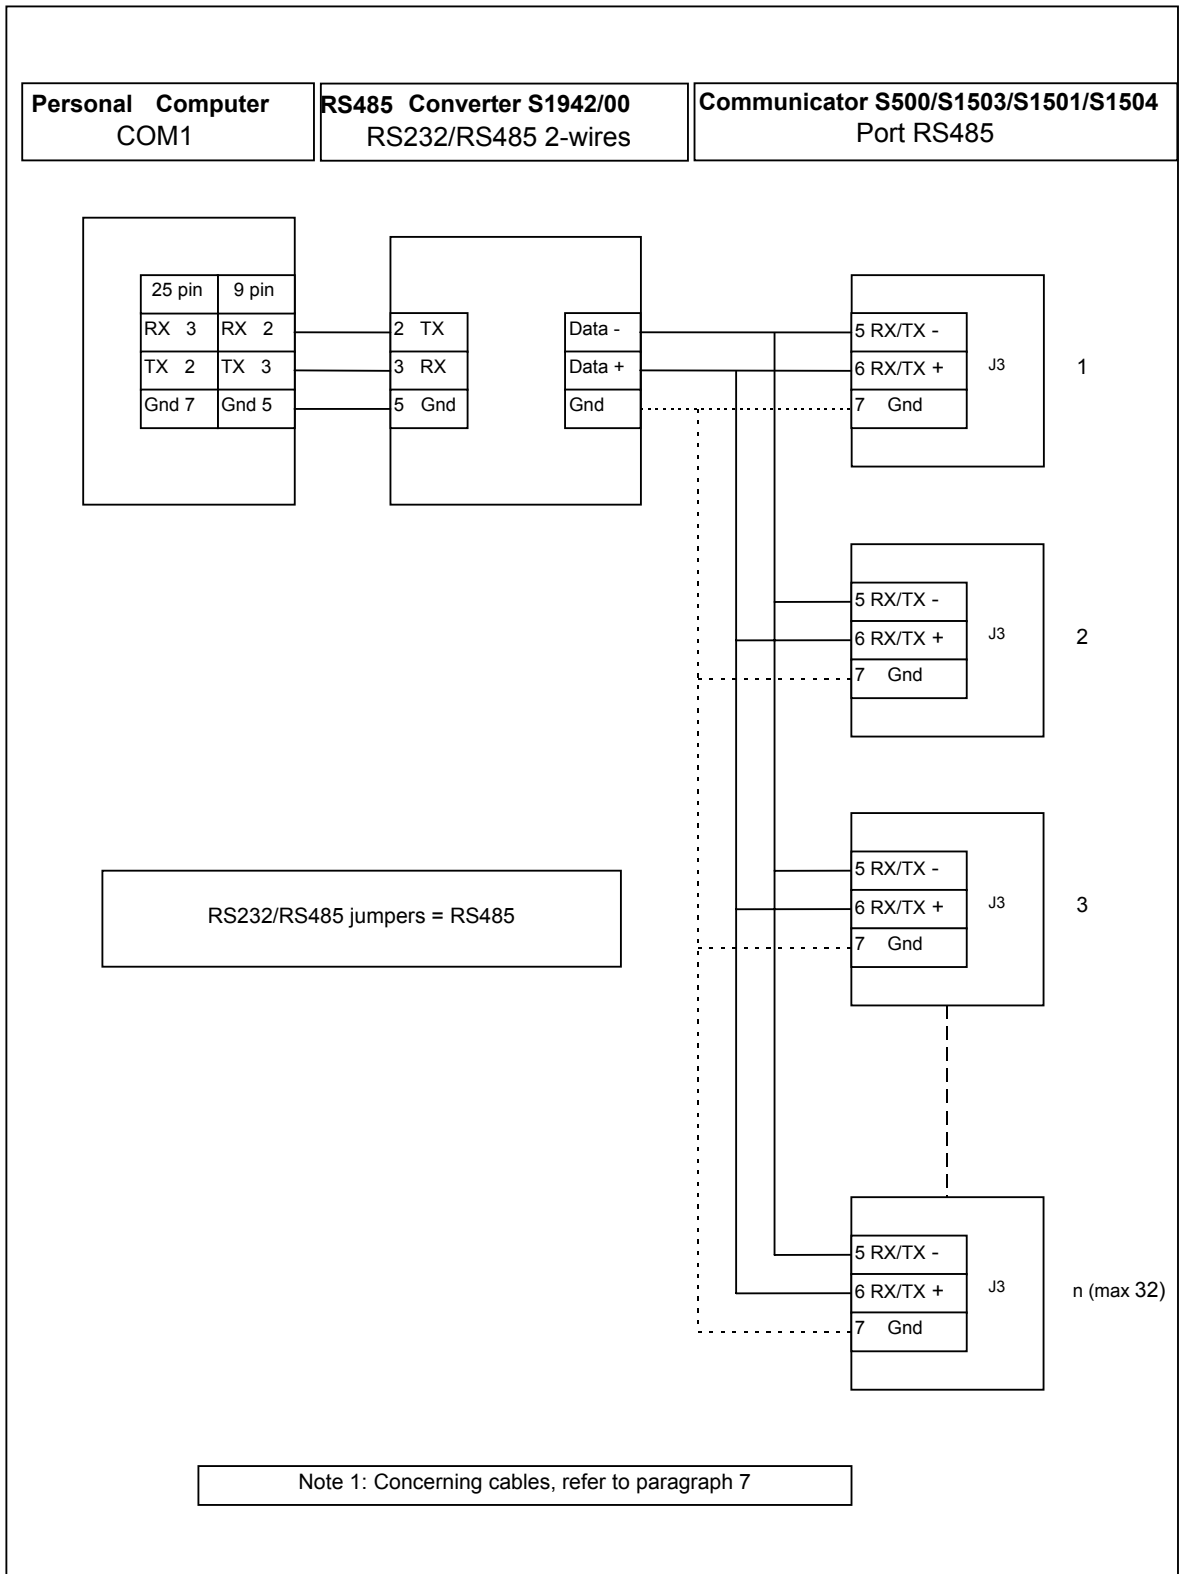 Personal Computer
COM1
RS485 Converter S1942/00
RS232/RS485 2-wires
Communicator S500/S1503/S1501/S1504
Port RS485
25 pin 9 pin
RX 3 RX 2
TX 2 TX 3
Gnd 7 Gnd 5
2 TX
3 RX
5 Gnd
Data -
Data +
Gnd
5 RX/TX -
6 RX/TX +
7 Gnd
J3
1
5 RX/TX -
6 RX/TX +
7 Gnd
J3
2
5 RX/TX -
6 RX/TX +
7 Gnd
J3
3
RS232/RS485 jumpers = RS485
5 RX/TX -
6 RX/TX +
7 Gnd
J3
n (max 32)
Note 1: Concerning cables, refer to paragraph 7